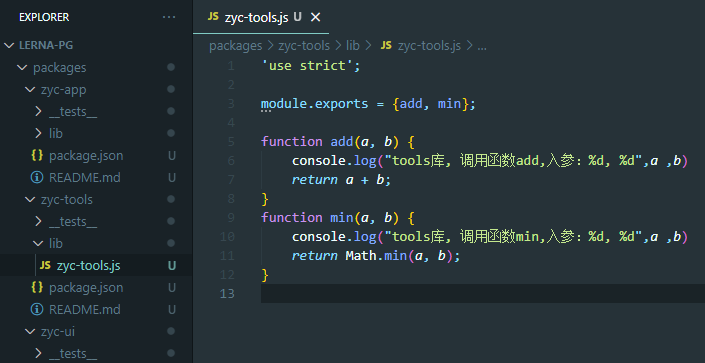 EXPLORER
LERNA-PG
packages
zyc-app
__tests__
lib
package.json U
README.md U
zyc-tools
__tests__
lib
JS zyc-tools.js U
package.json U
README.md U
zyc-ui
__tests__
JS zyc-tools.js U
packages > zyc-tools > lib > JS zyc-tools.js > ...
1 'use strict';
2
3 module.exports = {add, min};
4
5 function add(a, b) {
6 console.log("tools库, 调用函数add,入参：%d, %d",a ,b)
7 return a + b;
8 }
9 function min(a, b) {
10 console.log("tools库, 调用函数min,入参：%d, %d",a ,b)
11 return Math.min(a, b);
12 }
13